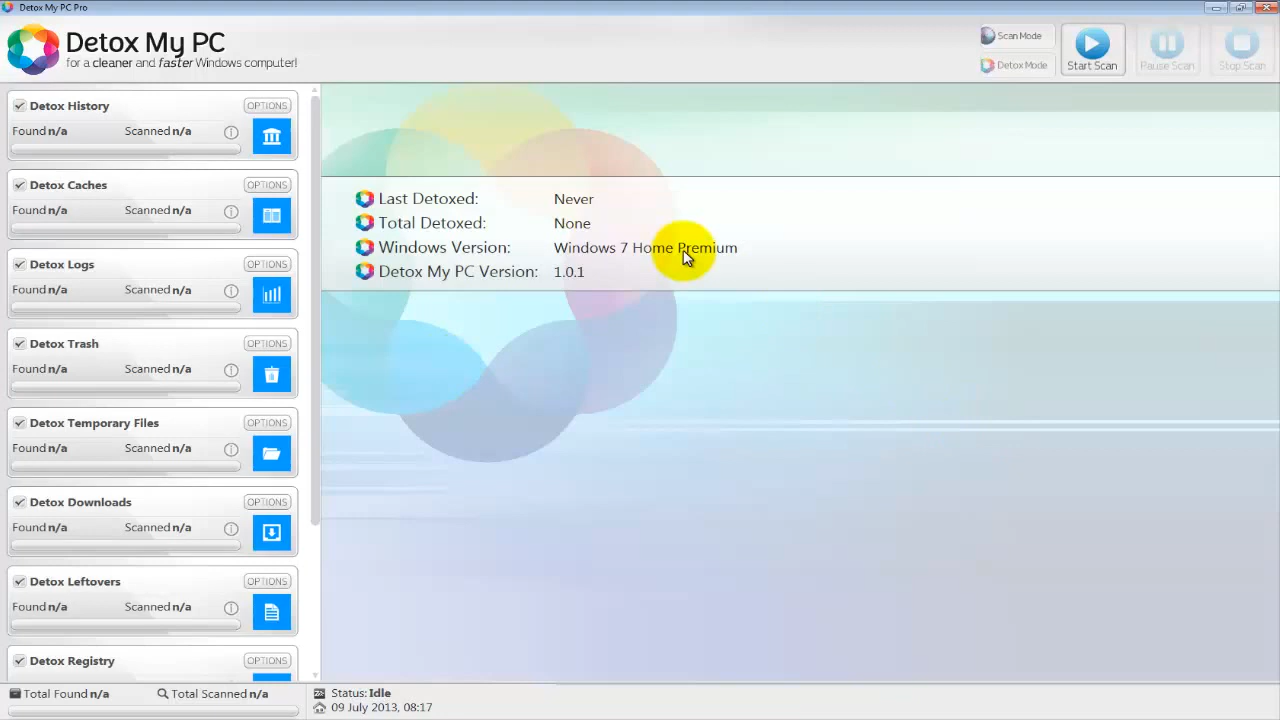 Detox My PC Pro
Detox My PC
for a cleaner and faster Windows computer!
Scan Mode
Detox Mode
Start Scan
Pause Scan
Stop Scan
Detox History OPTIONS
Found n/a Scanned n/a
Detox Caches OPTIONS
Found n/a Scanned n/a
Detox Logs OPTIONS
Found n/a Scanned n/a
Detox Trash OPTIONS
Found n/a Scanned n/a
Detox Temporary Files OPTIONS
Found n/a Scanned n/a
Detox Downloads OPTIONS
Found n/a Scanned n/a
Detox Leftovers OPTIONS
Found n/a Scanned n/a
Detox Registry OPTIONS
Last Detoxed: Never
Total Detoxed: None
Windows Version: Windows 7 Home Premium
Detox My PC Version: 1.0.1
Total Found n/a Total Scanned n/a
Status: Idle
09 July 2013, 08:17